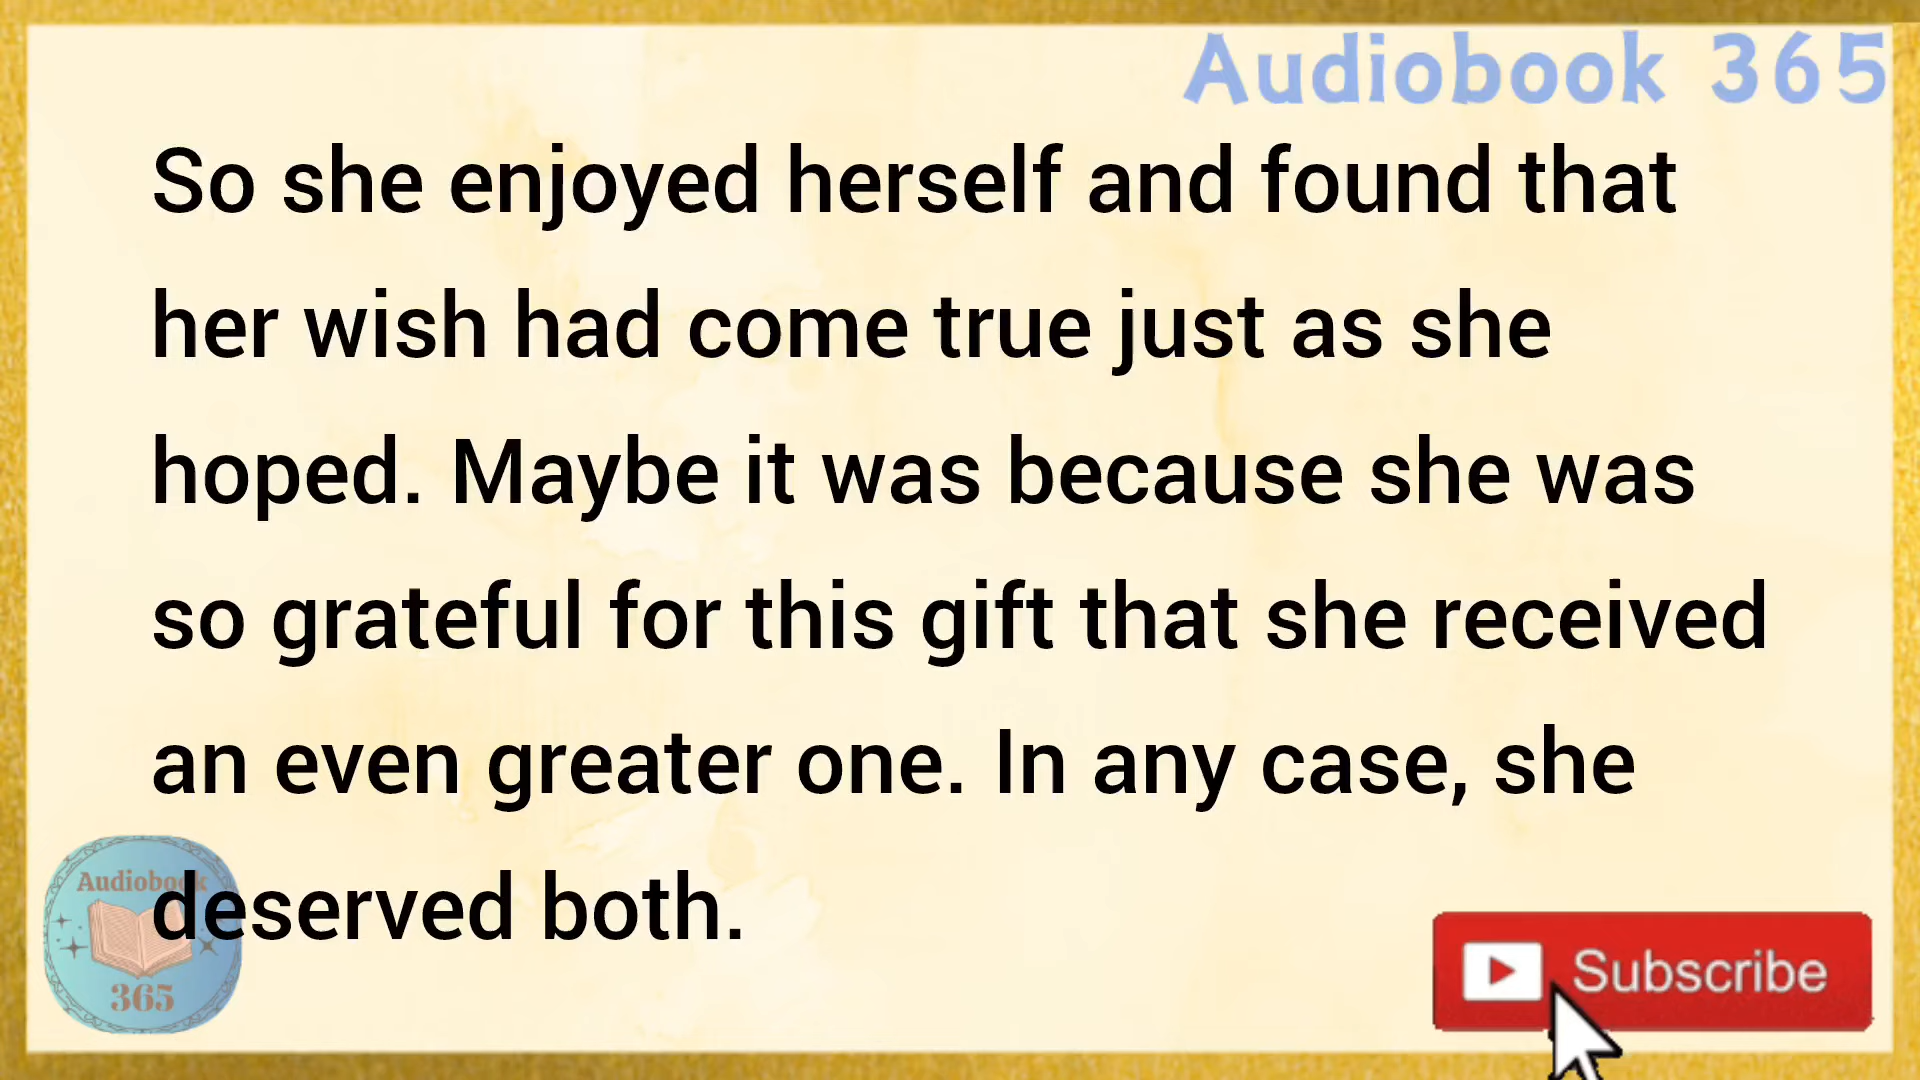 Audiobook 365
So she enjoyed herself and found that
her wish had come true just as she
hoped. Maybe it was because she was
so grateful for this gift that she received
an even greater one. In any case, she
deserved both.
Audiobook
365
Subscribe